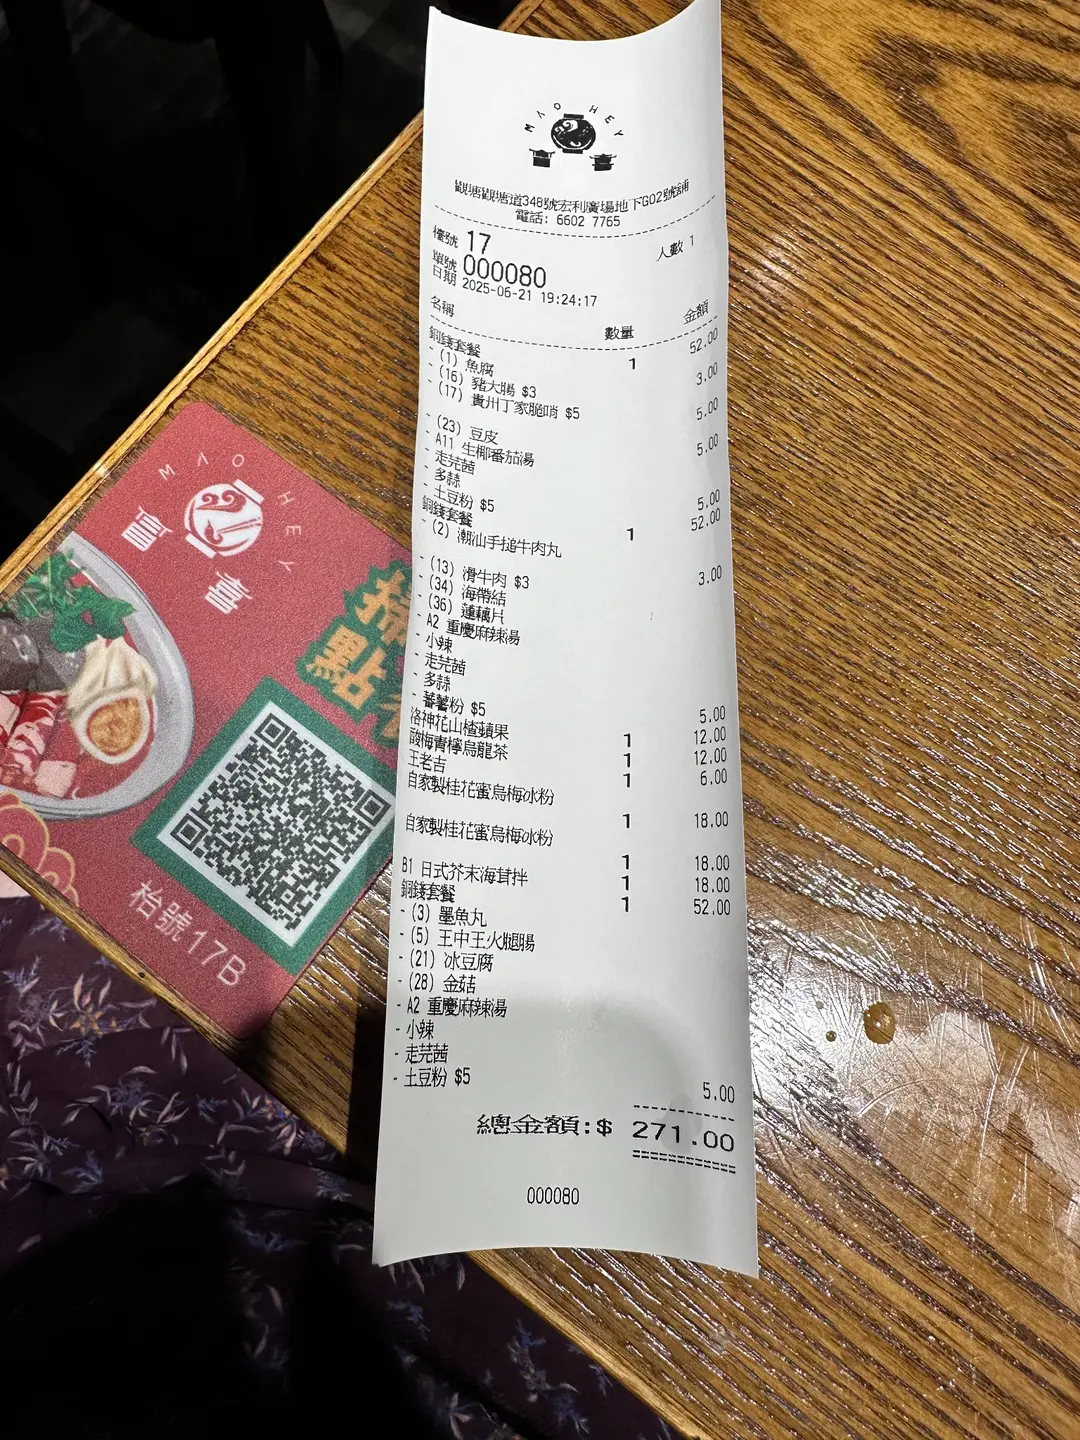 MAO HEY
冒 喜
觀塘觀塘道348號宏利廣場地下G02號舖
電話: 6602 7765
檯號 17 人數 1
單號 000080
日期 2025-06-21 19:24:17
名稱 數量 金額
銅錢套餐 1 52.00
- (1) 魚腐
- (16) 豬大腸 $3 3.00
- (17) 貴州丁家脆哨 $5 5.00
- (23) 豆皮
- A11 生椰番茄湯 5.00
- 走芫茜
- 多蒜
- 土豆粉 $5 5.00
銅錢套餐 1 52.00
- (2) 潮汕手搥牛肉丸
- (13) 滑牛肉 $3 3.00
- (34) 海帶結
- (36) 蓮藕片
- A2 重慶麻辣湯
- 小辣
- 走芫茜
- 多蒜
- 蕃薯粉 $5 5.00
洛神花山楂蘋果 1 12.00
酸梅青檸烏龍茶 1 12.00
王老吉 1 6.00
自家製桂花蜜烏梅冰粉 1 18.00
自家製桂花蜜烏梅冰粉 1 18.00
B1 日式芥末海茸拌 1 18.00
銅錢套餐 1 52.00
- (3) 墨魚丸
- (5) 王中王火腿腸
- (21) 冰豆腐
- (28) 金菇
- A2 重慶麻辣湯
- 小辣
- 走芫茜
- 土豆粉 $5 5.00
總金額:$ 271.00
000080
MAO HEY
冒 喜
掃
點
枱號 17B